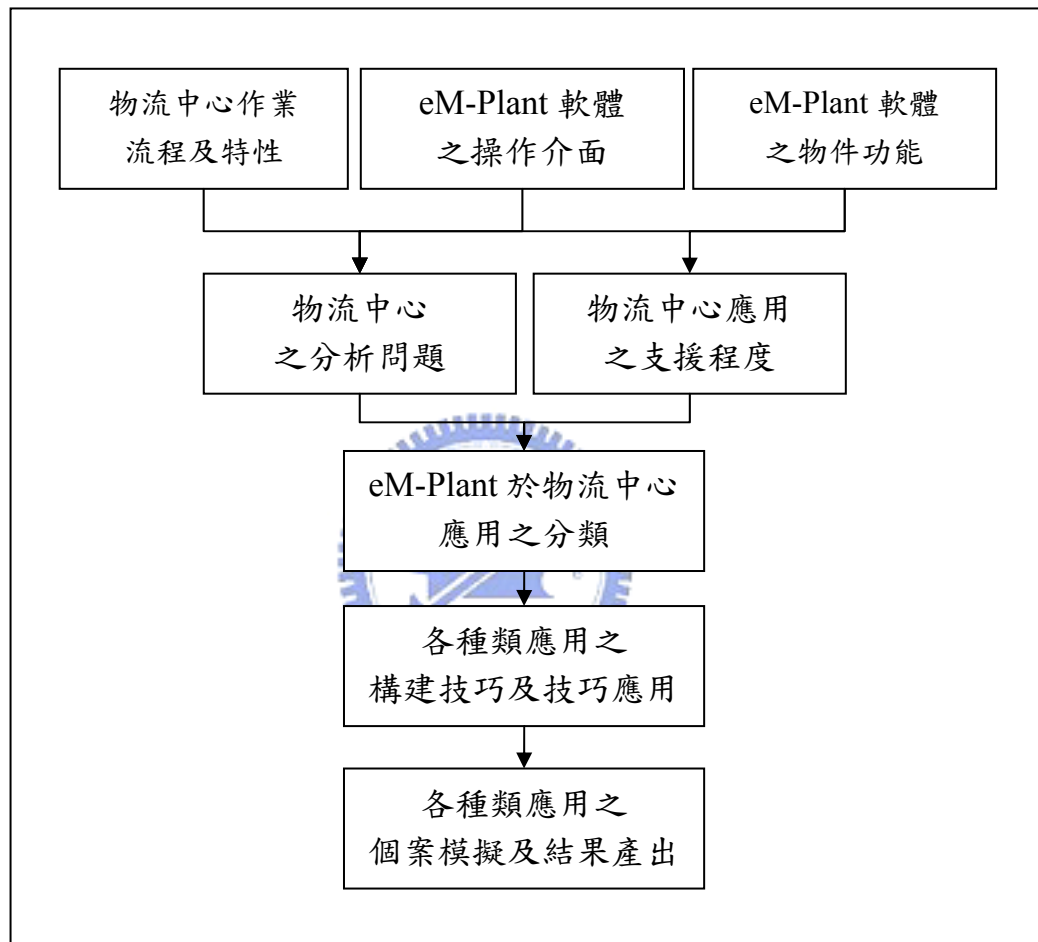 物流中心作業
流程及特性
eM-Plant 軟體
之操作介面
eM-Plant 軟體
之物件功能
物流中心
之分析問題
物流中心應用
之支援程度
eM-Plant 於物流中心
應用之分類
各種類應用之
構建技巧及技巧應用
各種類應用之
個案模擬及結果產出